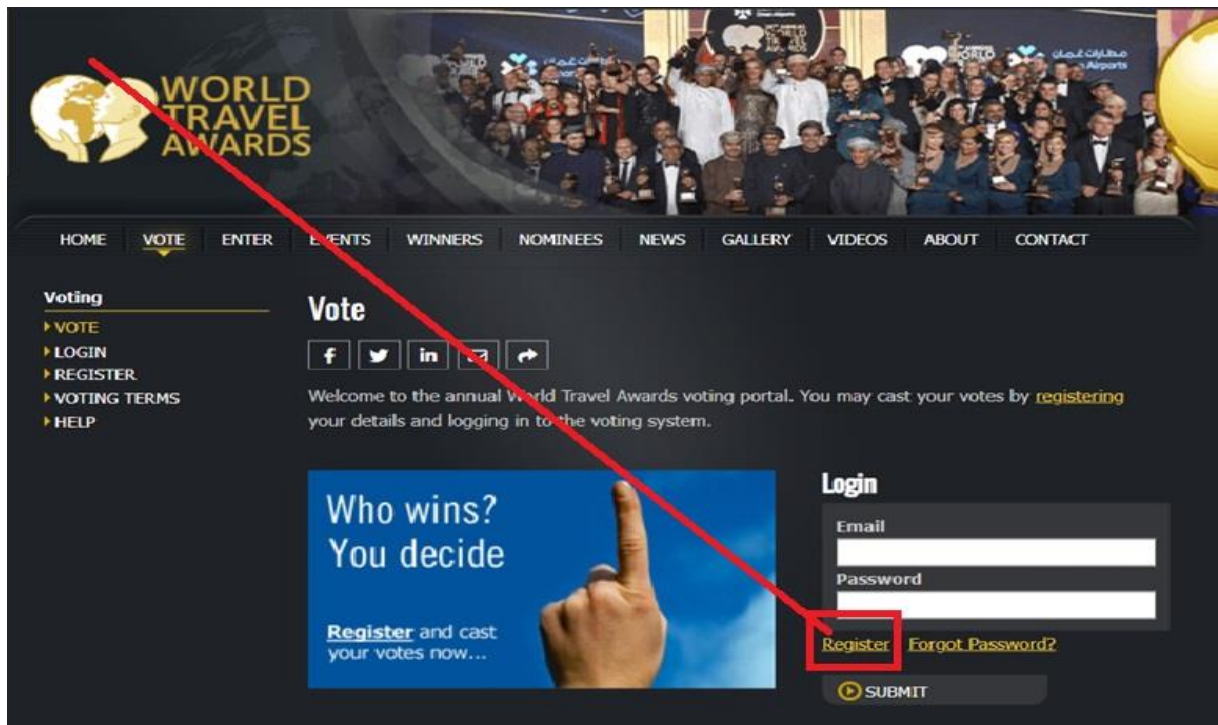 WORLD
TRAVEL
AWARDS
HOME VOTE ENTER EVENTS WINNERS NOMINEES NEWS GALLERY VIDEOS ABOUT CONTACT
Voting
VOTE
LOGIN
REGISTER
VOTING TERMS
HELP
Vote
Welcome to the annual World Travel Awards voting portal. You may cast your votes by registering
your details and logging in to the voting system.
Who wins?
You decide
Register and cast
your votes now...
Login
Email
Password
Register Forgot Password?
SUBMIT